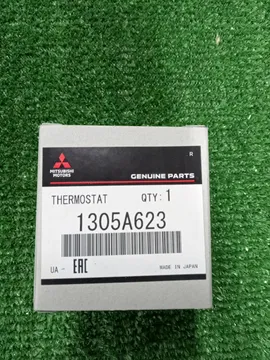 R
MITSUBISHI
MOTORS
GENUINE PARTS
THERMOSTAT QTY: 1
1305A623
UA - EAC MADE IN JAPAN